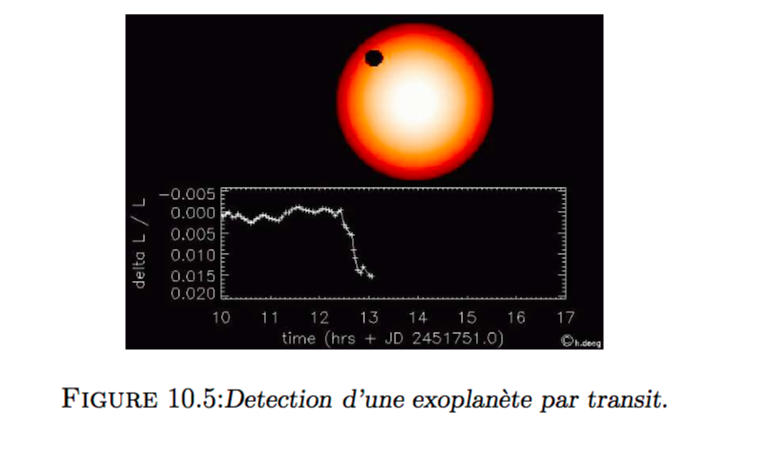 −0.005
0.000
0.005
0.010
0.015
0.020
delta L / L
10 11 12 13 14 15 16 17
time (hrs + JD 2451751.0)
©h.deeg
FIGURE 10.5:Detection d'une exoplanète par transit.